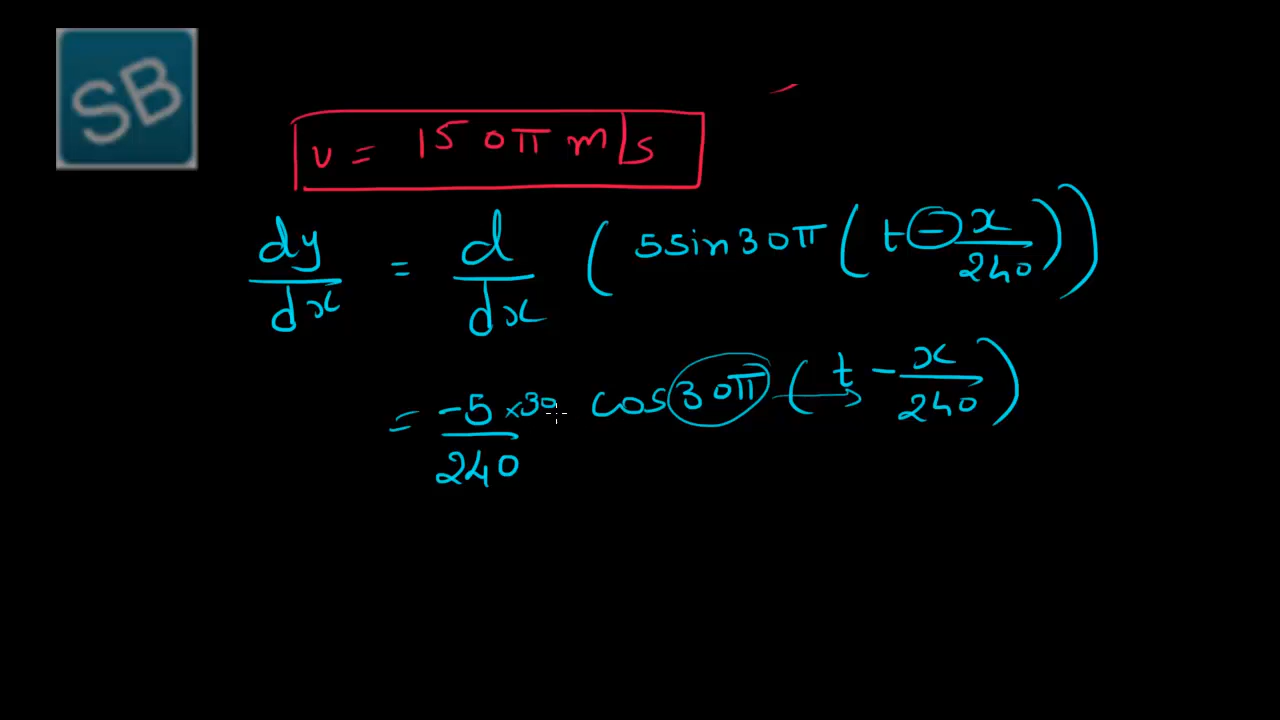 SB
v = 150π m/s
dy/dx = d/dx (5sin30π(t - x/240))
= -5×30/240 cos30π(t - x/240)